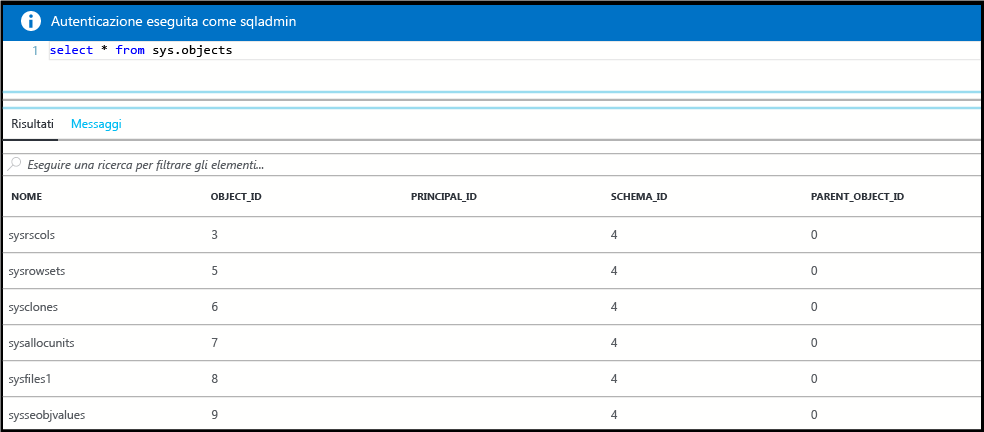 Autenticazione eseguita come sqladmin
1 select * from sys.objects
Risultati Messaggi
Eseguire una ricerca per filtrare gli elementi...
NOME OBJECT_ID PRINCIPAL_ID SCHEMA_ID PARENT_OBJECT_ID
sysrscols 3 4 0
sysrowsets 5 4 0
sysclones 6 4 0
sysallocunits 7 4 0
sysfiles1 8 4 0
sysseobjvalues 9 4 0